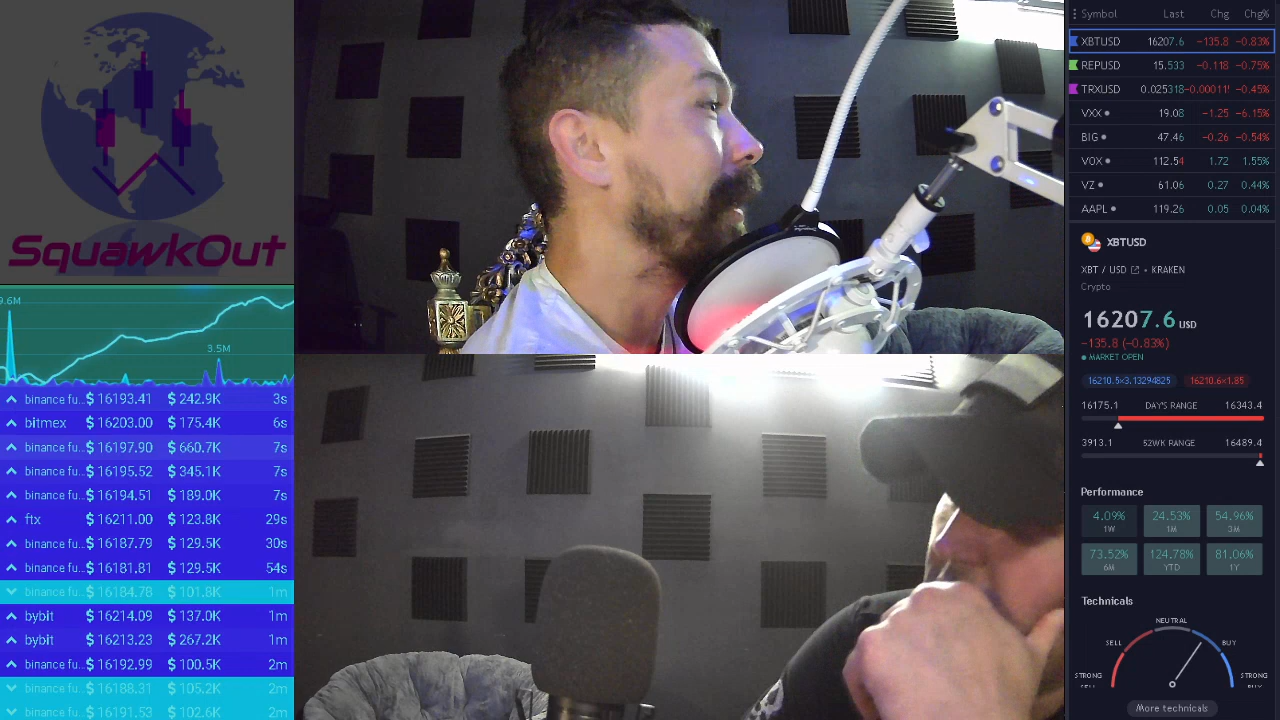 SquawkOut
9.6M
3.5M
binance fu.. $ 16193.41 $ 242.9K 3s
bitmex $ 16203.00 $ 175.4K 6s
binance fu.. $ 16197.90 $ 660.7K 7s
binance fu.. $ 16195.52 $ 345.1K 7s
binance fu.. $ 16194.51 $ 189.0K 7s
ftx $ 16211.00 $ 123.8K 29s
binance fu.. $ 16187.79 $ 129.5K 30s
binance fu.. $ 16181.81 $ 129.5K 54s
binance fu.. $ 16184.78 $ 101.8K 1m
bybit $ 16214.09 $ 137.0K 1m
bybit $ 16213.23 $ 267.2K 1m
binance fu.. $ 16192.99 $ 100.5K 2m
binance fu.. $ 16188.31 $ 105.2K 2m
binance fu.. $ 16191.53 $ 102.6K 2m
Symbol Last Chg Chg%
XBTUSD 16207.6 −135.8 −0.83%
REPUSD 15.533 −0.118 −0.75%
TRXUSD 0.025318 −0.00011 −0.45%
VXX 19.08 −1.25 −6.15%
BIG 47.46 −0.26 −0.54%
VOX 112.54 1.72 1.55%
VZ 61.06 0.27 0.44%
AAPL 119.26 0.05 0.04%
XBTUSD
XBT / USD • KRAKEN
Crypto
16207.6 USD
−135.8 (−0.83%)
MARKET OPEN
16210.5×3.13294825 16210.6×1.85
16175.1 DAY'S RANGE 16343.4
3913.1 52WK RANGE 16489.4
Performance
4.09% 24.53% 54.96%
1W 1M 3M
73.52% 124.78% 81.06%
6M YTD 1Y
Technicals
NEUTRAL
SELL BUY
STRONG STRONG
More technicals